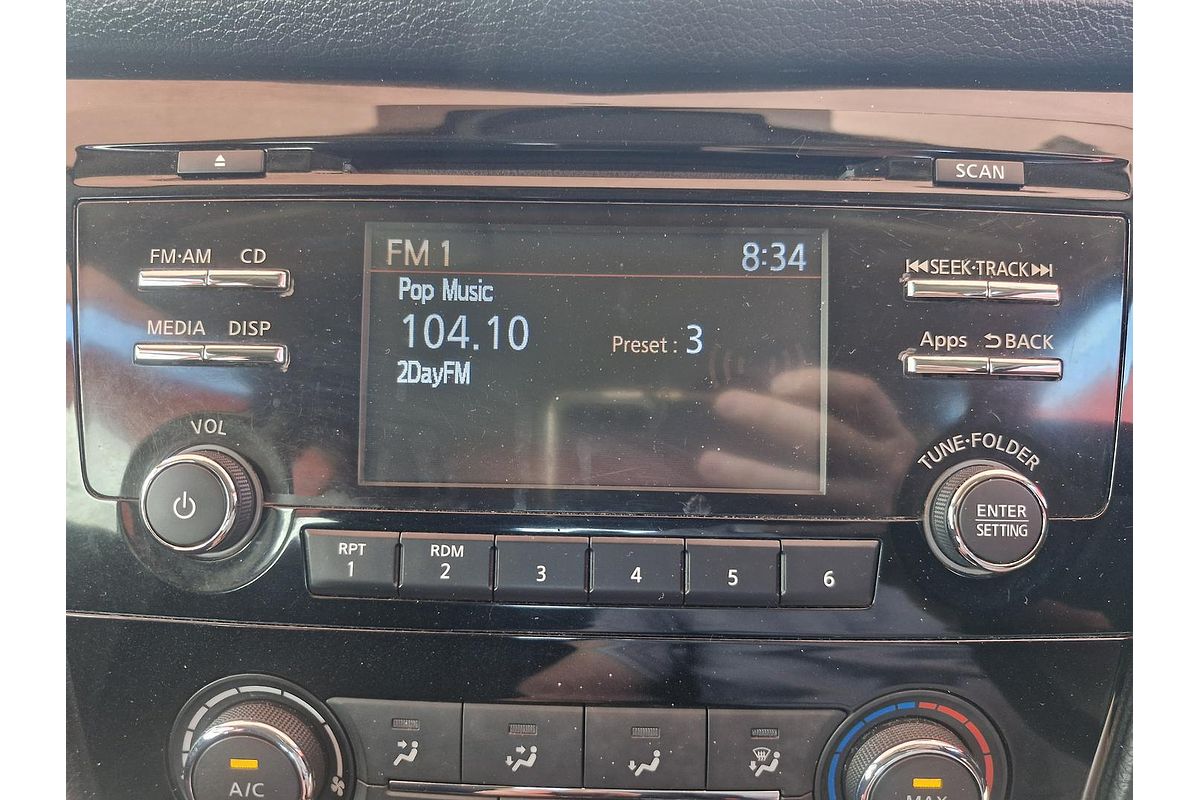 SCAN
FM·AM CD
MEDIA DISP
VOL
FM 1 8:34
Pop Music
104.10 Preset : 3
2DayFM
SEEK·TRACK
Apps BACK
TUNE·FOLDER
ENTER
SETTING
RPT RDM
1 2 3 4 5 6
A/C
MAX